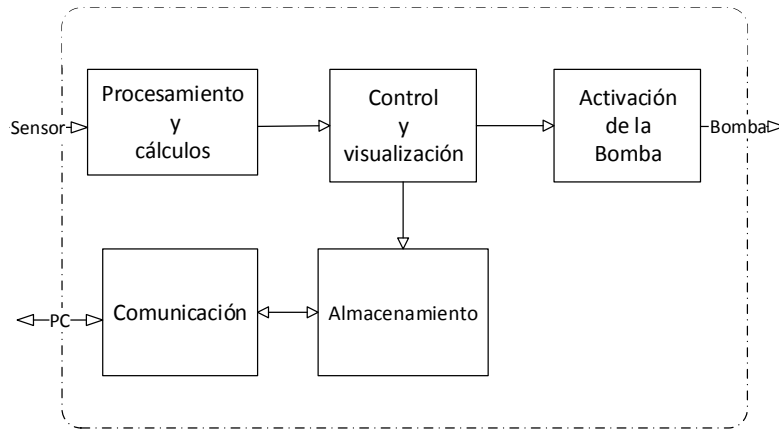 Sensor
Procesamiento
y
cálculos
Control
y
visualización
Activación
de la
Bomba
Bomba
PC
Comunicación
Almacenamiento